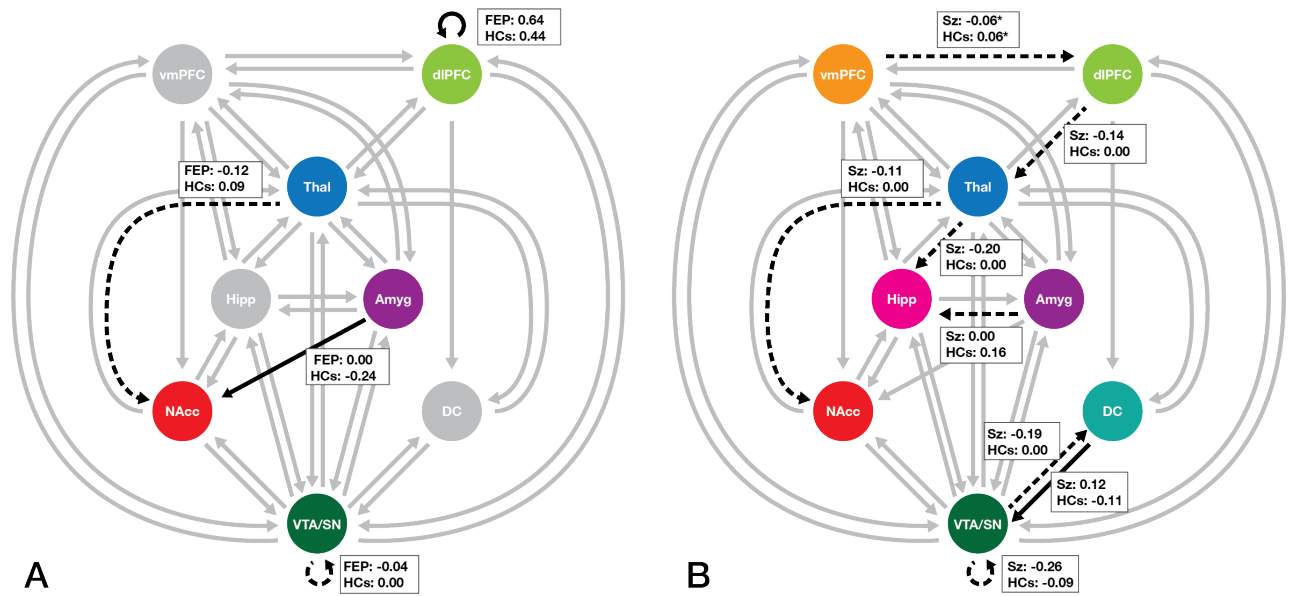 FEP: 0.64
HCs: 0.44
vmPFC
dlPFC
FEP: -0.12
HCs: 0.09
Thal
Hipp
Amyg
FEP: 0.00
HCs: -0.24
NAcc
DC
VTA/SN
FEP: -0.04
HCs: 0.00
A
Sz: -0.06*
HCs: 0.06*
vmPFC
dlPFC
Sz: -0.14
HCs: 0.00
Sz: -0.11
HCs: 0.00
Thal
Sz: -0.20
HCs: 0.00
Hipp
Amyg
Sz: 0.00
HCs: 0.16
NAcc
DC
Sz: -0.19
HCs: 0.00
Sz: 0.12
HCs: -0.11
VTA/SN
Sz: -0.26
HCs: -0.09
B